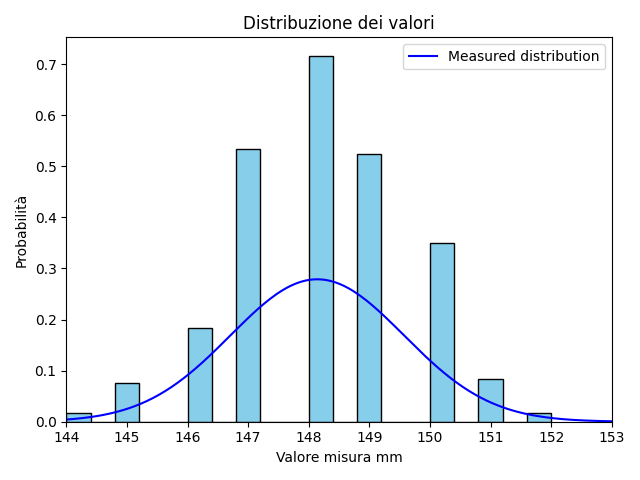 Distribuzione dei valori
Measured distribution
Probabilità
0.7
0.6
0.5
0.4
0.3
0.2
0.1
0.0
144 145 146 147 148 149 150 151 152 153
Valore misura mm